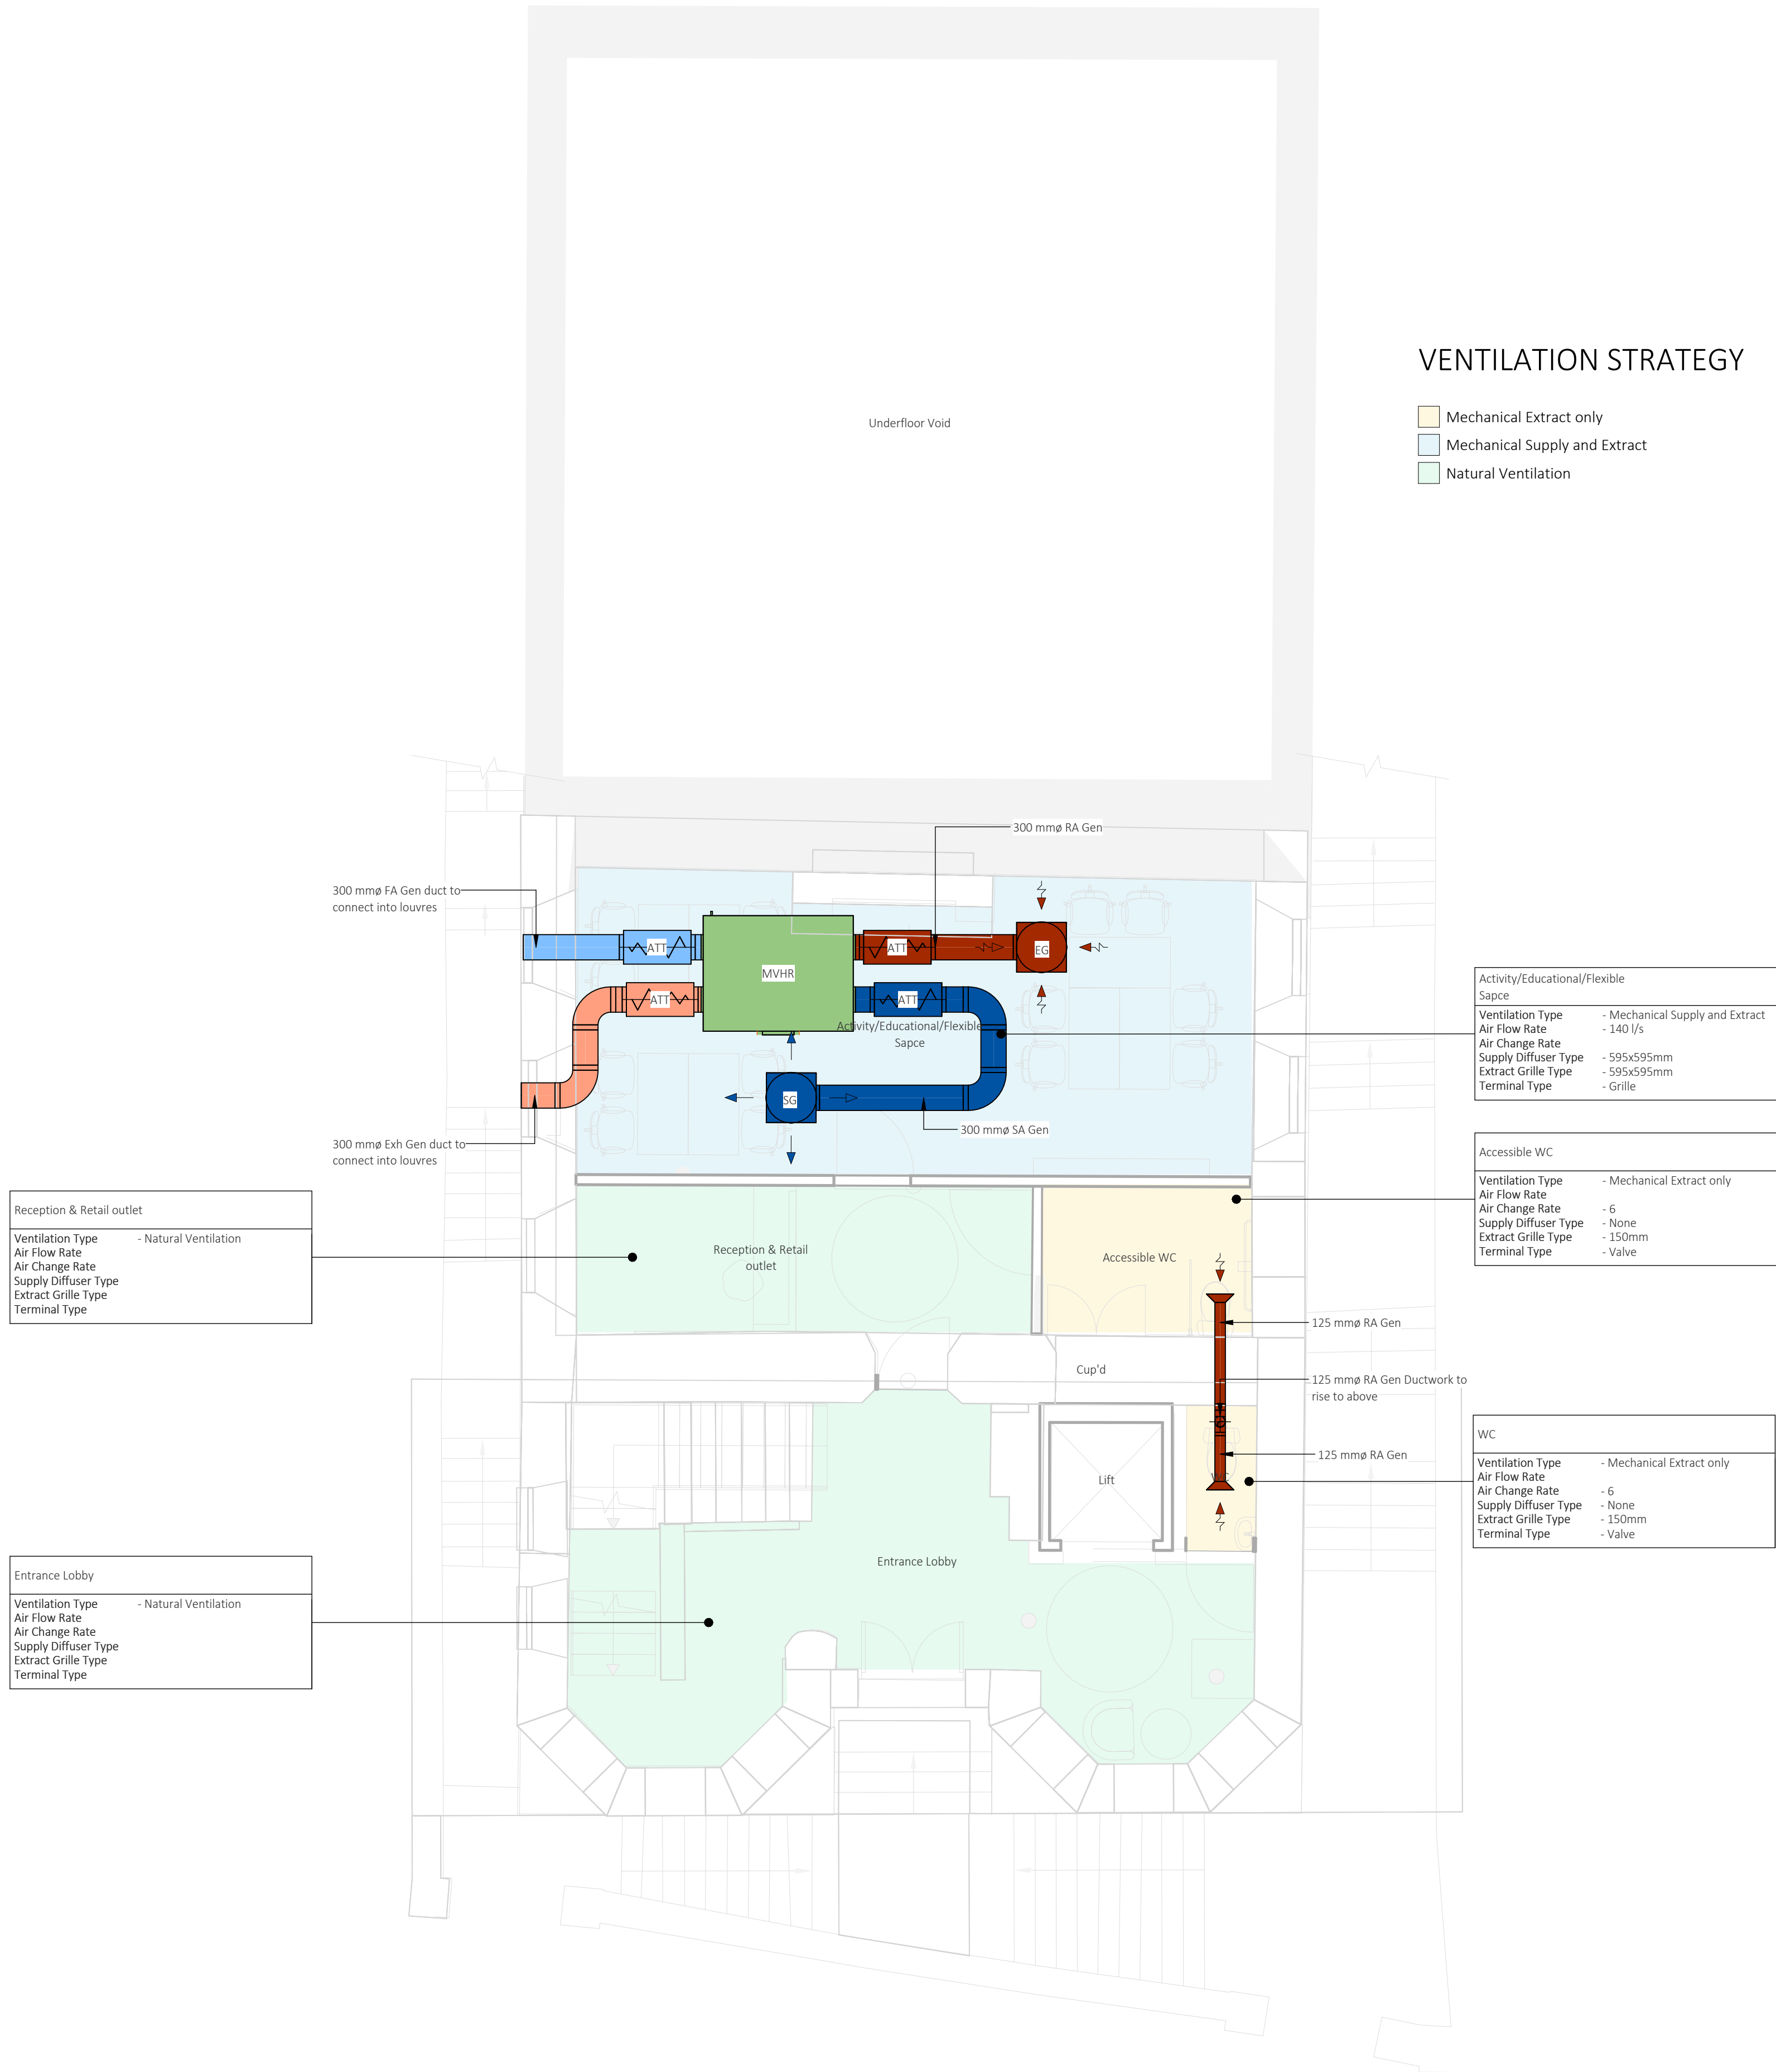 VENTILATION STRATEGY
Mechanical Extract only
Mechanical Supply and Extract
Natural Ventilation
Underfloor Void
300 mmø RA Gen
300 mmø FA Gen duct to
connect into louvres
ATT
ATT
EG
MVHR
ATT
ATT
Activity/Educational/Flexible
Sapce
SG
300 mmø SA Gen
300 mmø Exh Gen duct to
connect into louvres
Activity/Educational/Flexible
Sapce
Ventilation Type - Mechanical Supply and Extract
Air Flow Rate - 140 l/s
Air Change Rate
Supply Diffuser Type - 595x595mm
Extract Grille Type - 595x595mm
Terminal Type - Grille
Accessible WC
Ventilation Type - Mechanical Extract only
Air Flow Rate
Air Change Rate - 6
Supply Diffuser Type - None
Extract Grille Type - 150mm
Terminal Type - Valve
Reception & Retail outlet
Ventilation Type - Natural Ventilation
Air Flow Rate
Air Change Rate
Supply Diffuser Type
Extract Grille Type
Terminal Type
Reception & Retail
outlet
Accessible WC
125 mmø RA Gen
Cup'd
125 mmø RA Gen Ductwork to
rise to above
125 mmø RA Gen
Lift
WC
WC
Ventilation Type - Mechanical Extract only
Air Flow Rate
Air Change Rate - 6
Supply Diffuser Type - None
Extract Grille Type - 150mm
Terminal Type - Valve
Entrance Lobby
Entrance Lobby
Ventilation Type - Natural Ventilation
Air Flow Rate
Air Change Rate
Supply Diffuser Type
Extract Grille Type
Terminal Type